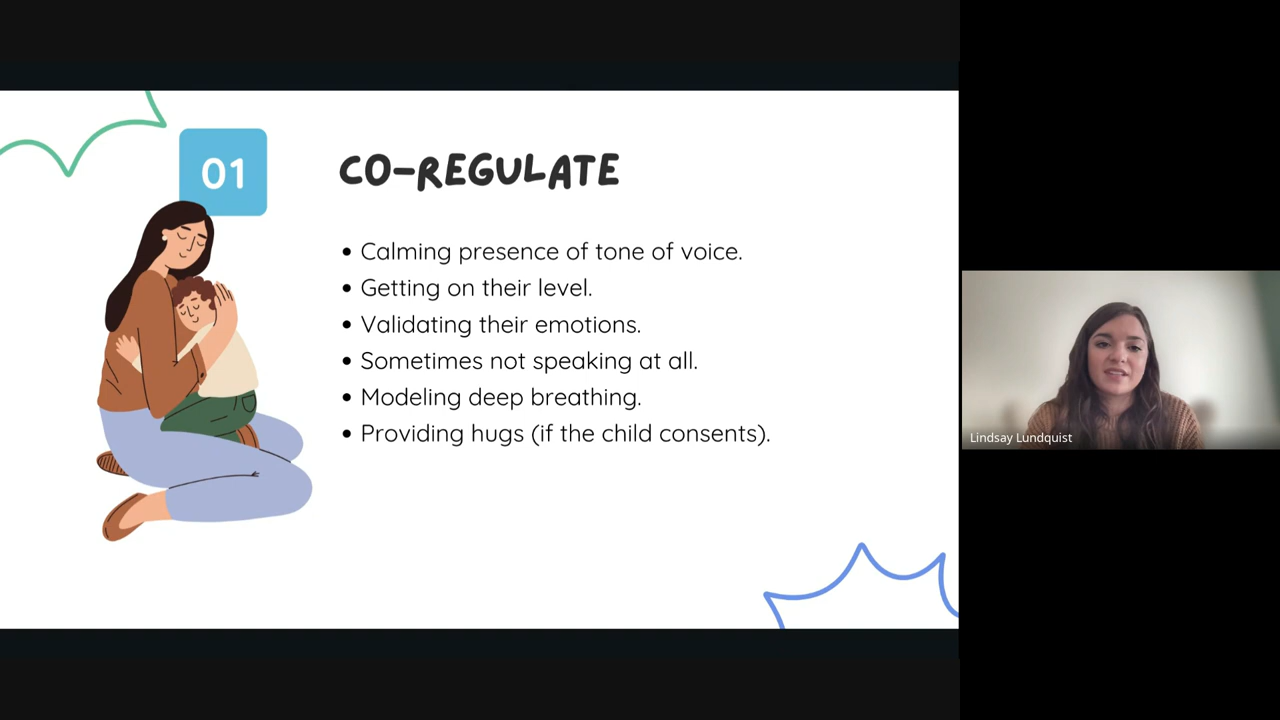 01
CO-REGULATE
• Calming presence of tone of voice.
• Getting on their level.
• Validating their emotions.
• Sometimes not speaking at all.
• Modeling deep breathing.
• Providing hugs (if the child consents).
Lindsay Lundquist